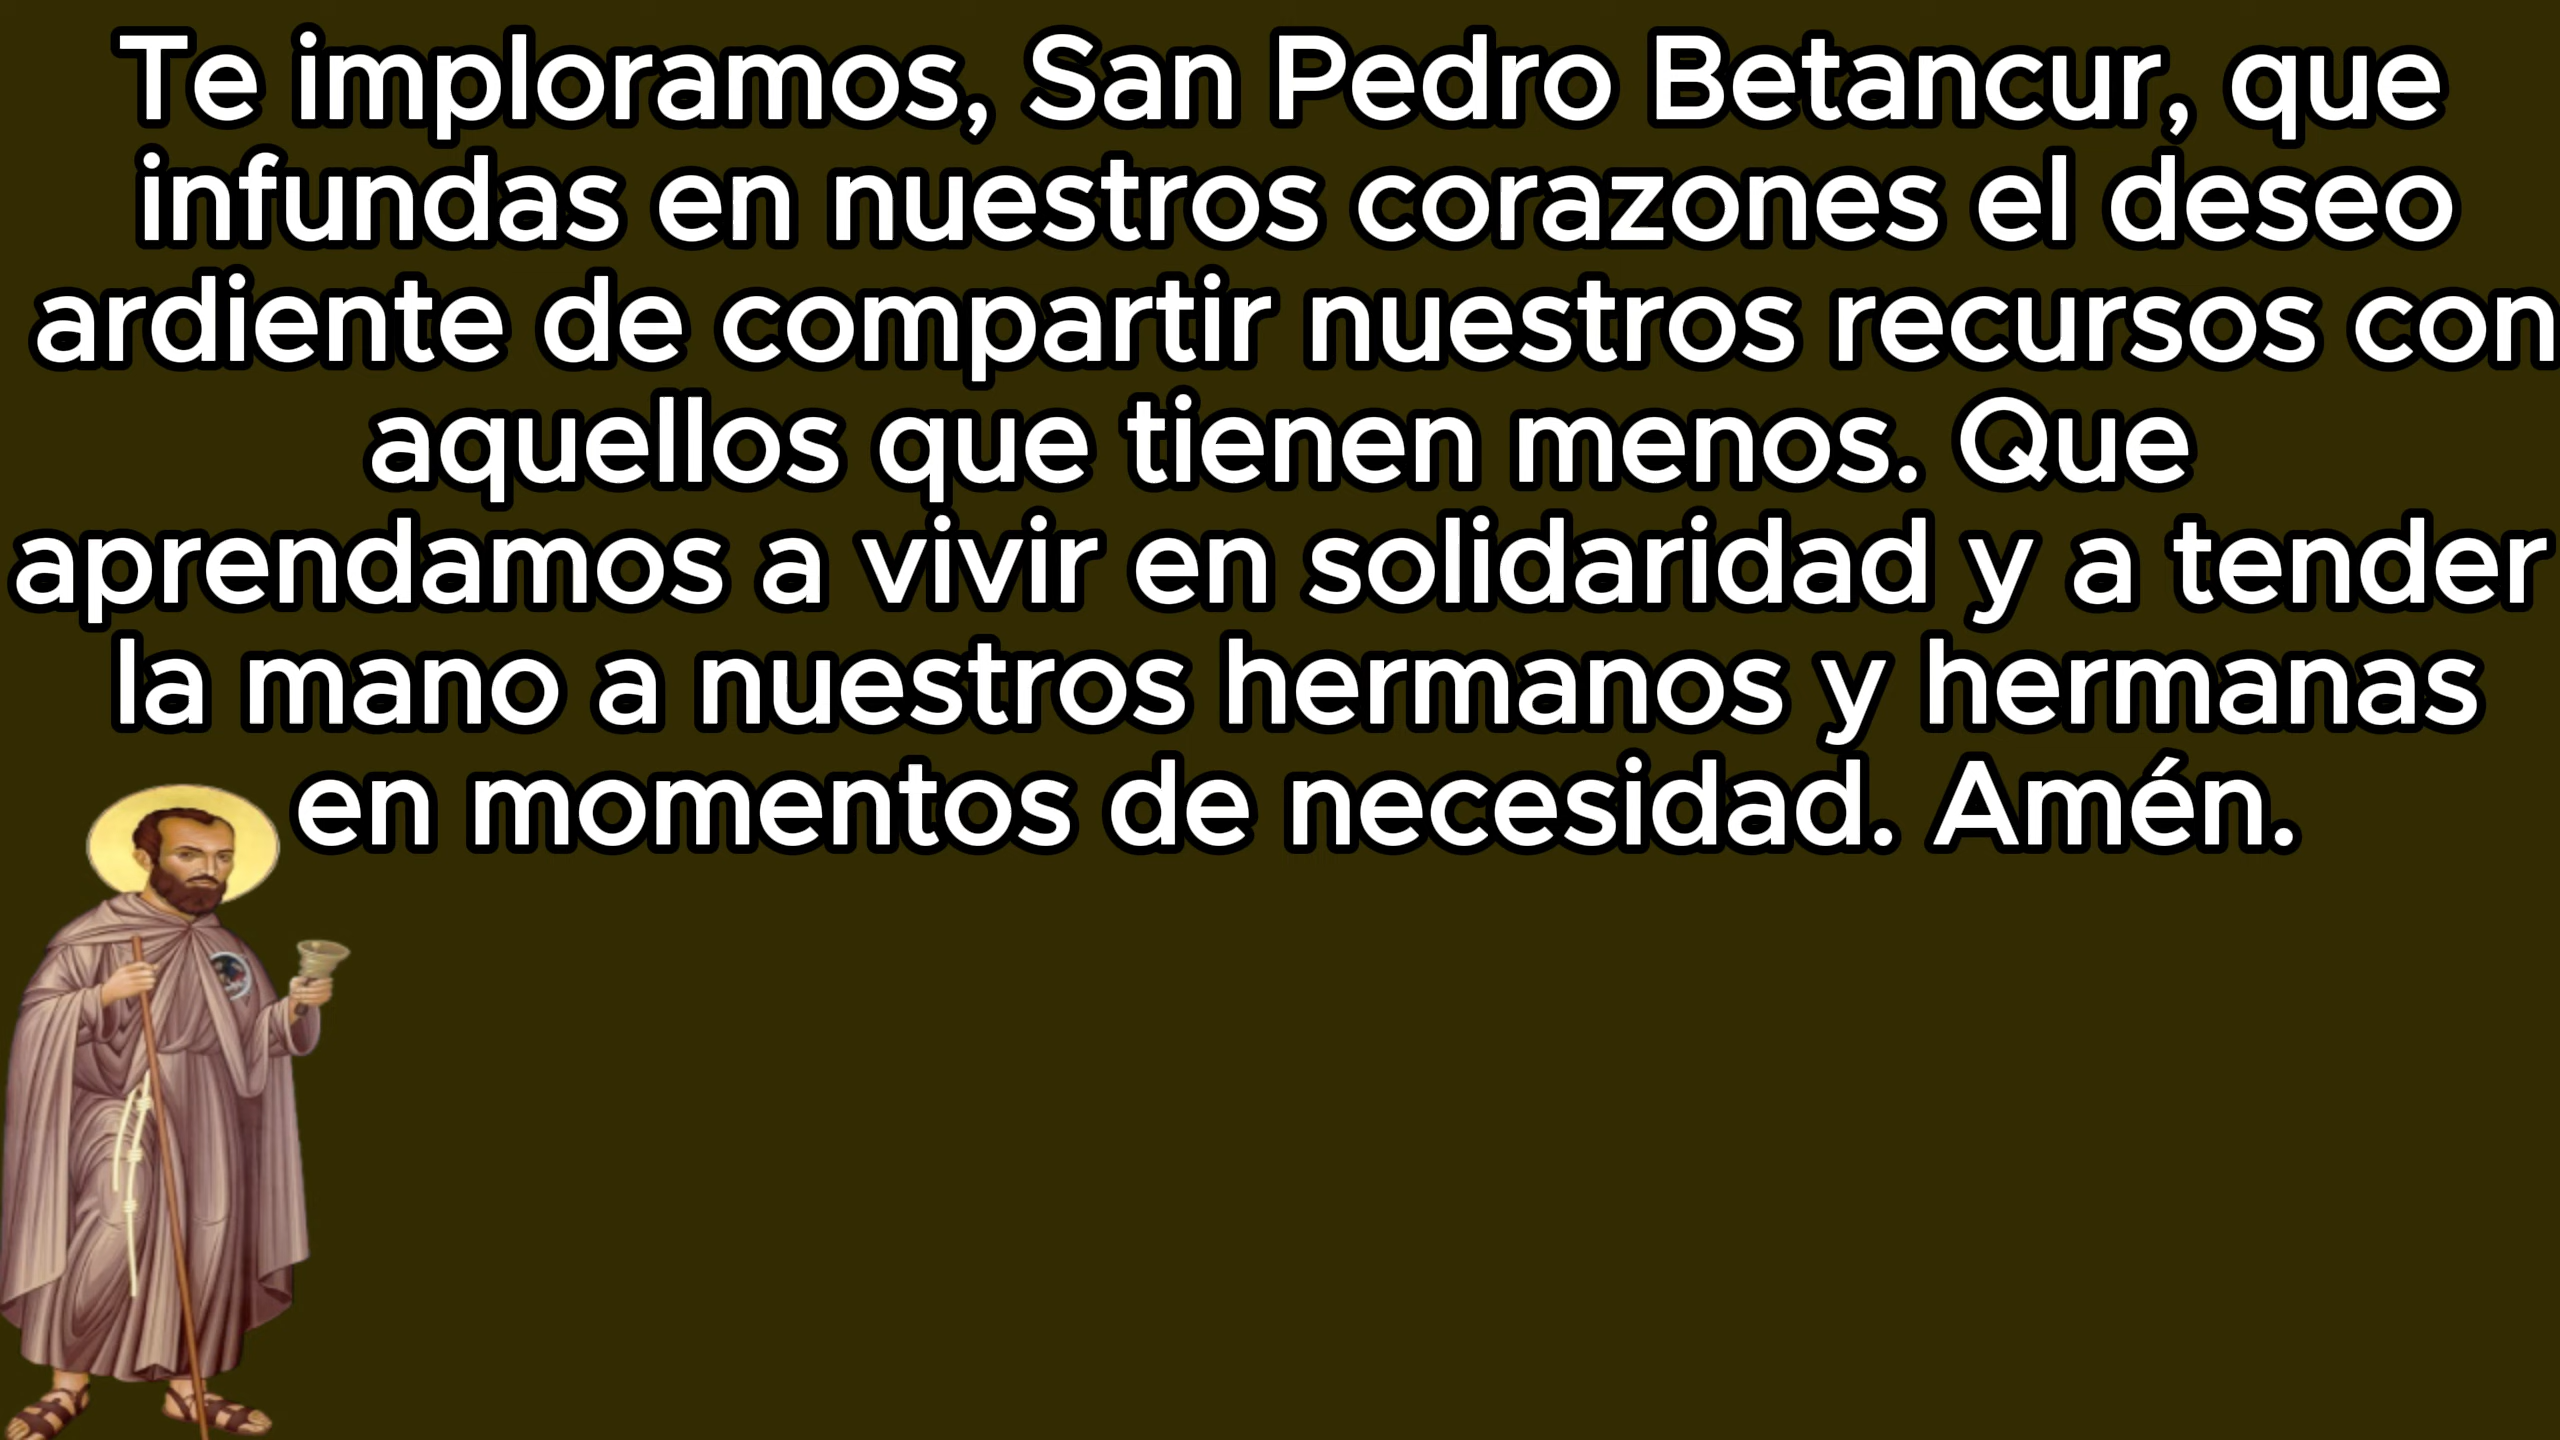 Te imploramos, San Pedro Betancur, que
infundas en nuestros corazones el deseo
ardiente de compartir nuestros recursos con
aquellos que tienen menos. Que
aprendamos a vivir en solidaridad y a tender
la mano a nuestros hermanos y hermanas
en momentos de necesidad. Amén.